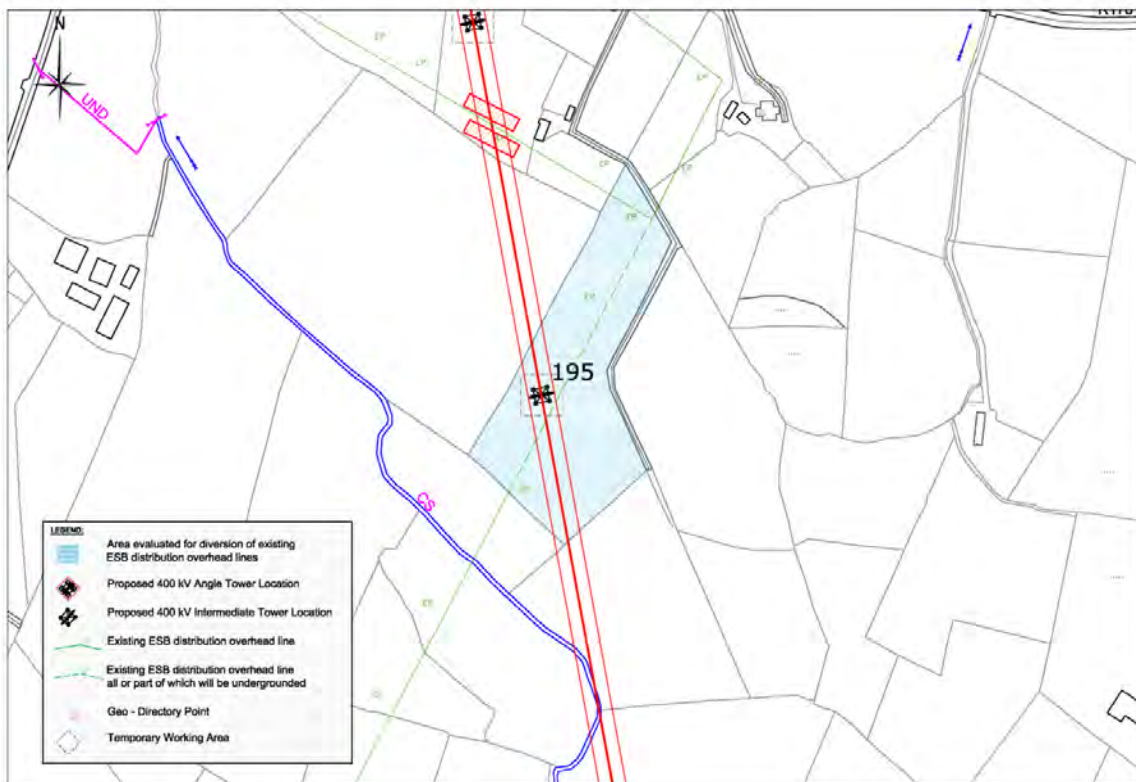 N
UND
195
CS
LEGEND:
Area evaluated for diversion of existing
ESB distribution overhead lines
Proposed 400 kV Angle Tower Location
Proposed 400 kV Intermediate Tower Location
Existing ESB distribution overhead line
Existing ESB distribution overhead line
all or part of which will be undergrounded
Geo - Directory Point
Temporary Working Area